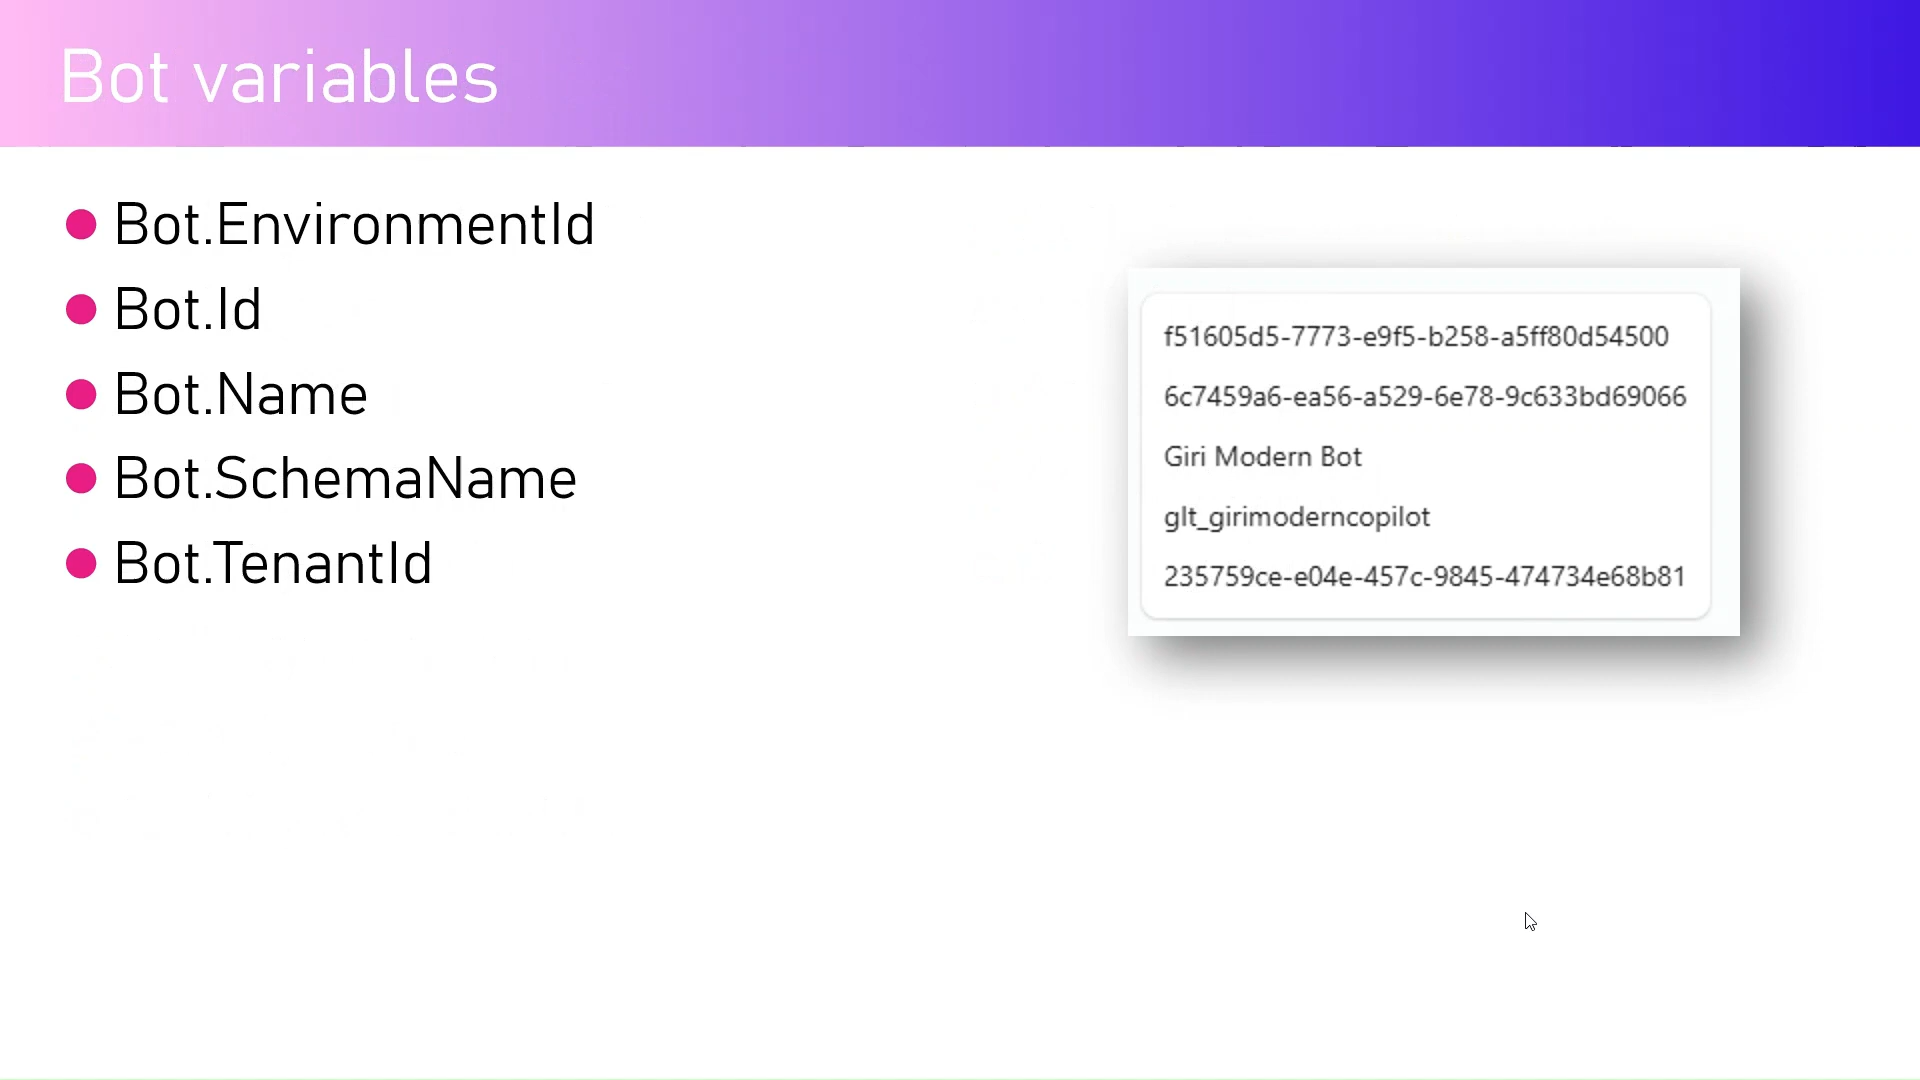 Bot variables
Bot.EnvironmentId
Bot.Id
Bot.Name
Bot.SchemaName
Bot.TenantId
f51605d5-7773-e9f5-b258-a5ff80d54500
6c7459a6-ea56-a529-6e78-9c633bd69066
Giri Modern Bot
glt_girimoderncopilot
235759ce-e04e-457c-9845-474734e68b81